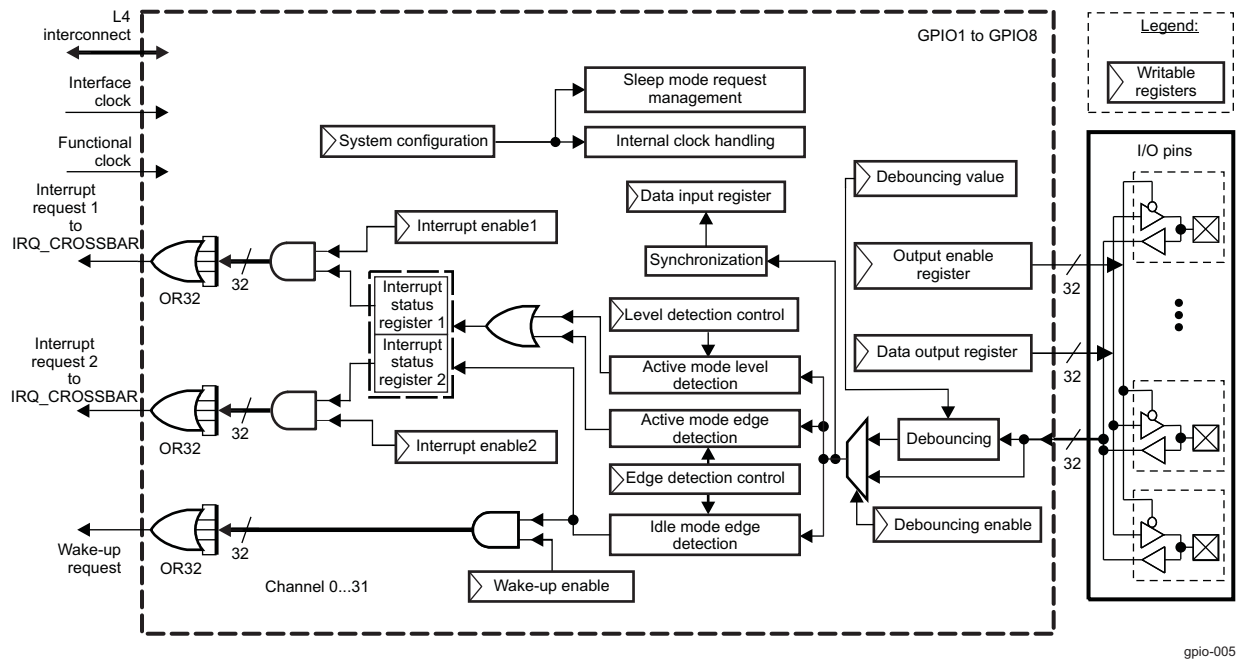 L4
interconnect
Interface
clock
Functional
clock
Interrupt
request 1
to
IRQ_CROSSBAR
Interrupt
request 2
to
IRQ_CROSSBAR
Wake-up
request
GPIO1 to GPIO8
Sleep mode request
management
System configuration
Internal clock handling
Data input register
Debouncing value
Interrupt enable1
Synchronization
Output enable
register
OR32
32
Interrupt
status
register 1
Interrupt
status
register 2
Level detection control
Data output register
Active mode level
detection
OR32
32
Active mode edge
detection
Debouncing
Interrupt enable2
Edge detection control
Debouncing enable
Idle mode edge
detection
OR32
32
Channel 0...31
Wake-up enable
32
32
32
Legend:
Writable
registers
I/O pins
gpio-005